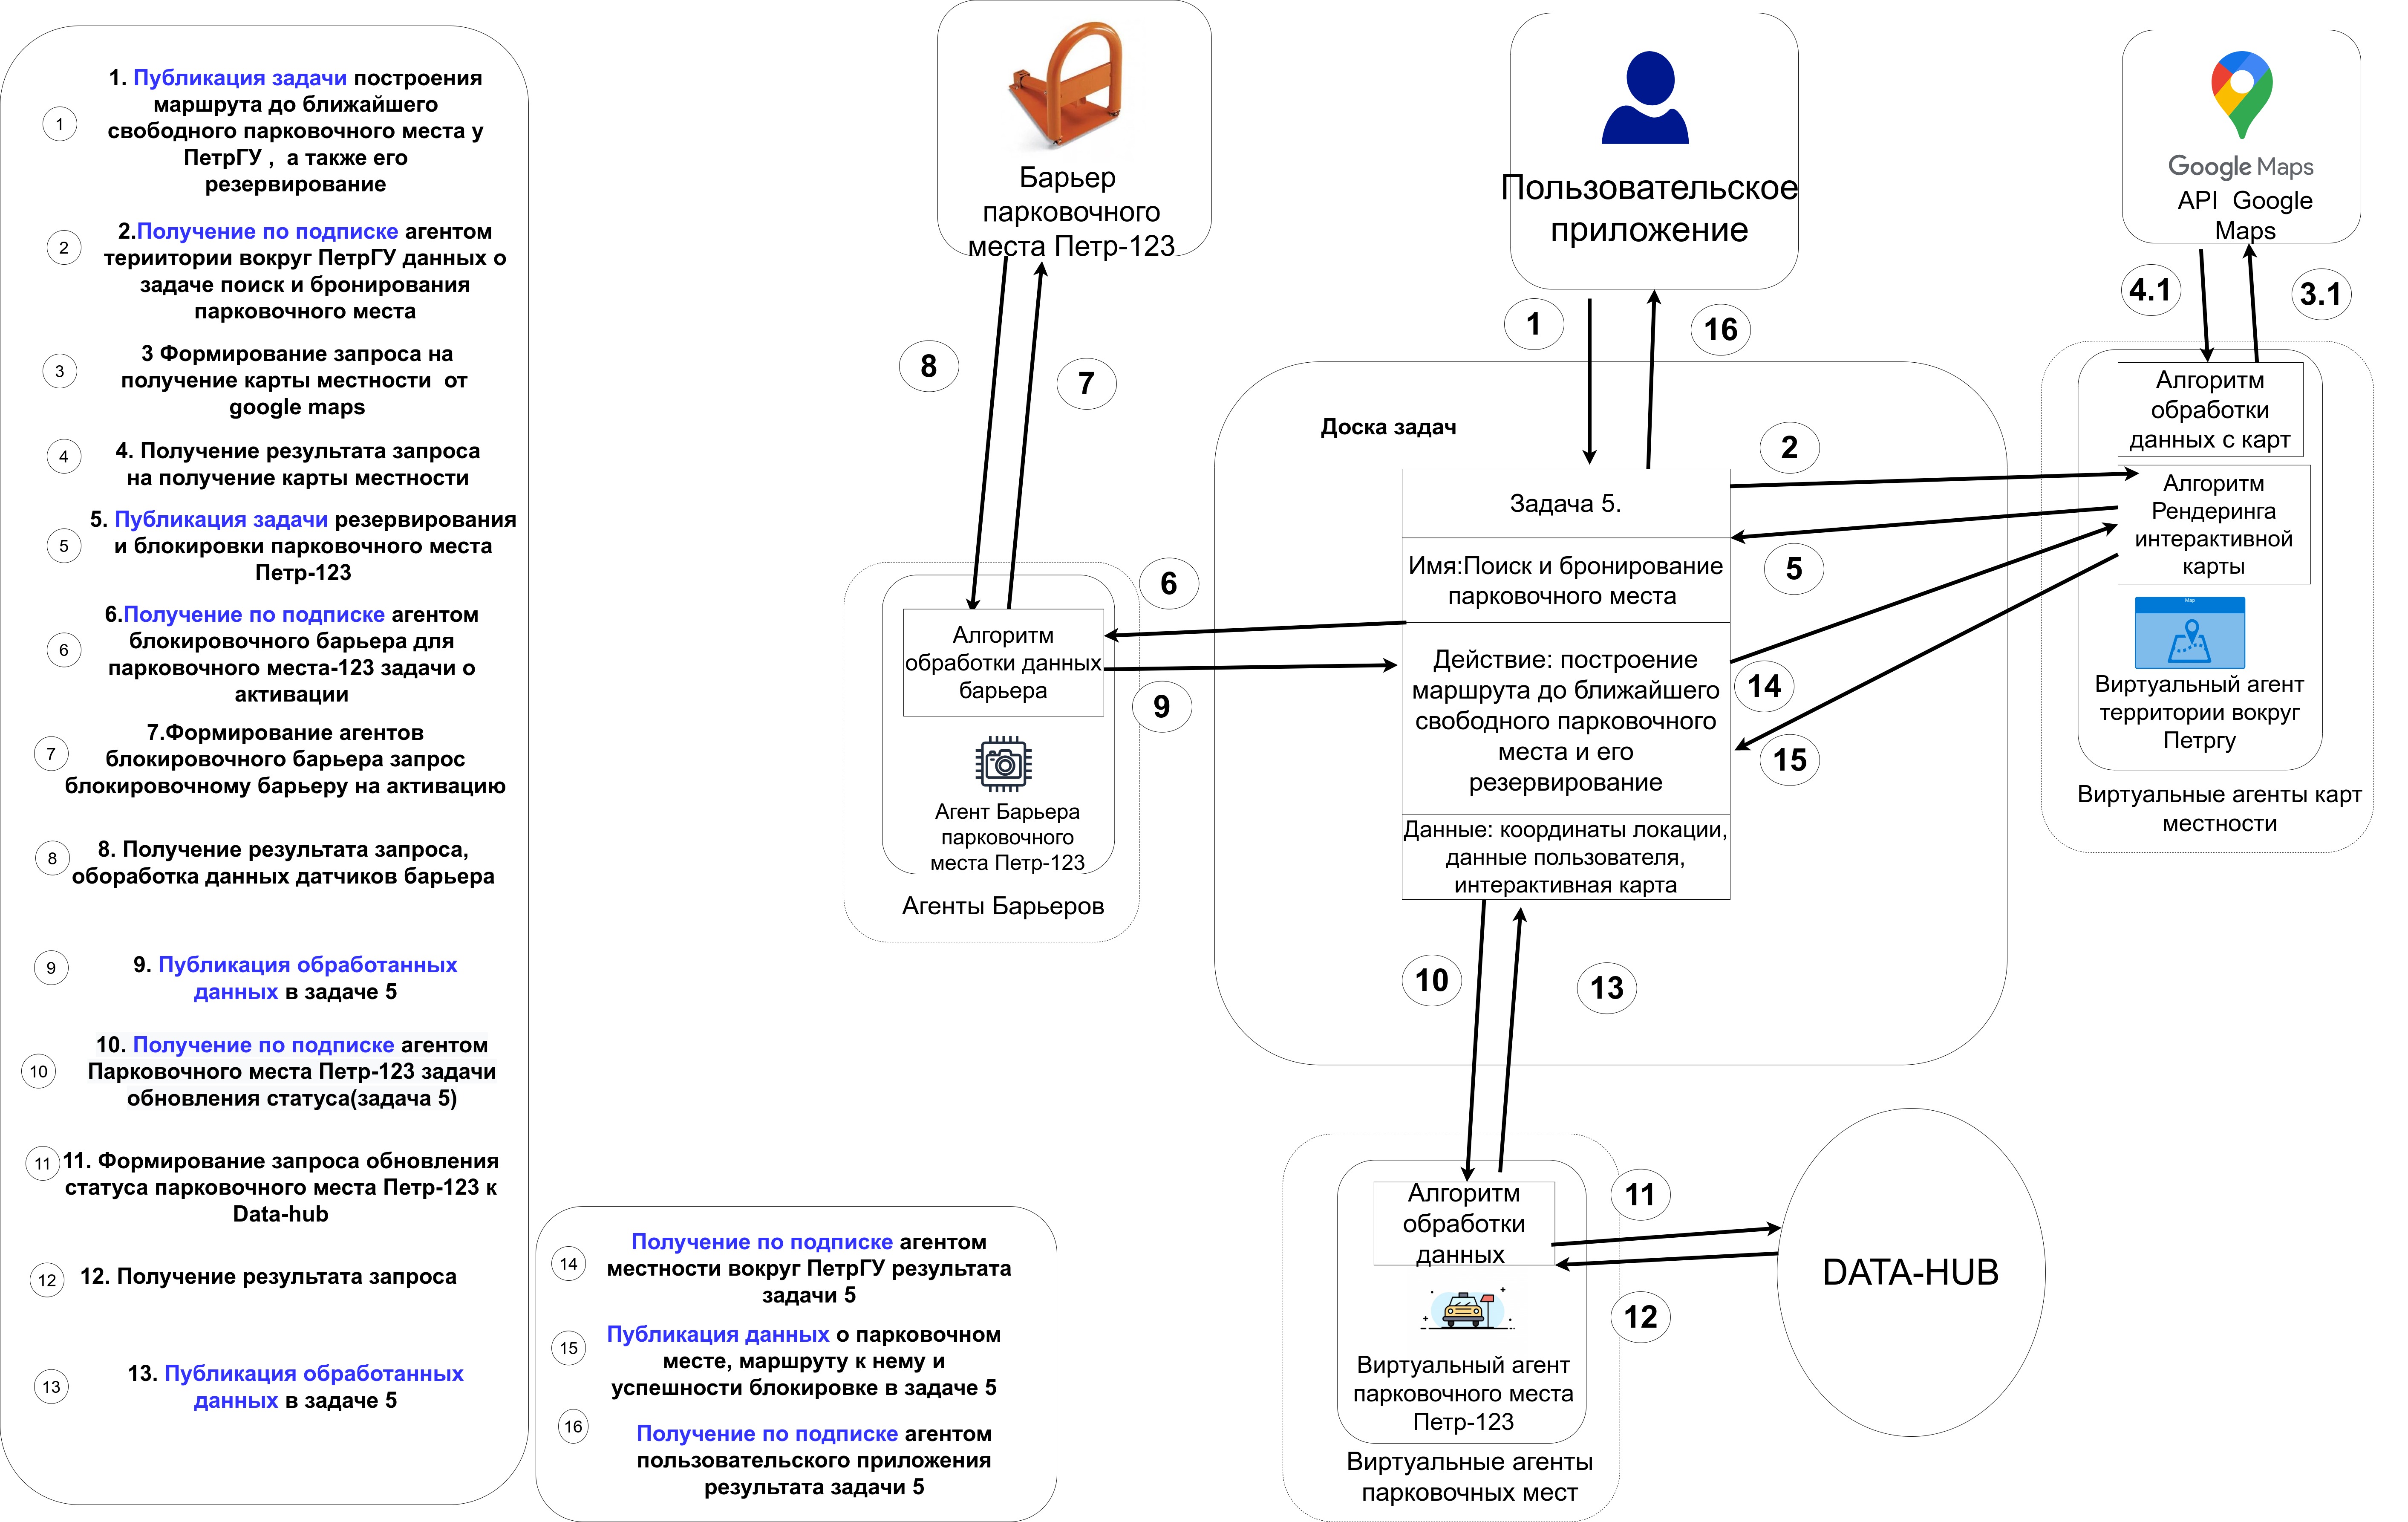 1
1. Публикация задачи построения
маршрута до ближайшего
свободного парковочного места у
ПетрГУ , а также его
резервирование
2
2.Получение по подписке агентом
териитории вокруг ПетрГУ данных о
задаче поиск и бронирования
парковочного места
3
3 Формирование запроса на
получение карты местности от
google maps
4
4. Получение результата запроса
на получение карты местности
5
5. Публикация задачи резервирования
и блокировки парковочного места
Петр-123
6
6.Получение по подписке агентом
блокировочного барьера для
парковочного места-123 задачи о
активации
7
7.Формирование агентов
блокировочного барьера запрос
блокировочному барьеру на активацию
8
8. Получение результата запроса,
обоработка данных датчиков барьера
9
9. Публикация обработанных
данных в задаче 5
10
10. Получение по подписке агентом
Парковочного места Петр-123 задачи
обновления статуса(задача 5)
11
11. Формирование запроса обновления
статуса парковочного места Петр-123 к
Data-hub
12
12. Получение результата запроса
13
13. Публикация обработанных
данных в задаче 5
14
Получение по подписке агентом
местности вокруг ПетрГУ результата
задачи 5
15
Публикация данных о парковочном
месте, маршруту к нему и
успешности блокировке в задаче 5
16
Получение по подписке агентом
пользовательского приложения
результата задачи 5
Барьер
парковочного
места Петр-123
8
7
Пользовательское
приложение
1
16
Google Maps
API Google
Maps
4.1
3.1
Доска задач
Задача 5.
Имя:Поиск и бронирование
парковочного места
Действие: построение
маршрута до ближайшего
свободного парковочного
места и его
резервирование
Данные: координаты локации,
данные пользователя,
интерактивная карта
2
5
14
15
6
9
10
13
Алгоритм
обработки данных
барьера
Агент Барьера
парковочного
места Петр-123
Агенты Барьеров
Алгоритм
обработки
данных с карт
Алгоритм
Рендеринга
интерактивной
карты
Map
Виртуальный агент
территории вокруг
Петргу
Виртуальные агенты карт
местности
Алгоритм
обработки
данных
Виртуальный агент
парковочного места
Петр-123
Виртуальные агенты
парковочных мест
11
12
DATA-HUB